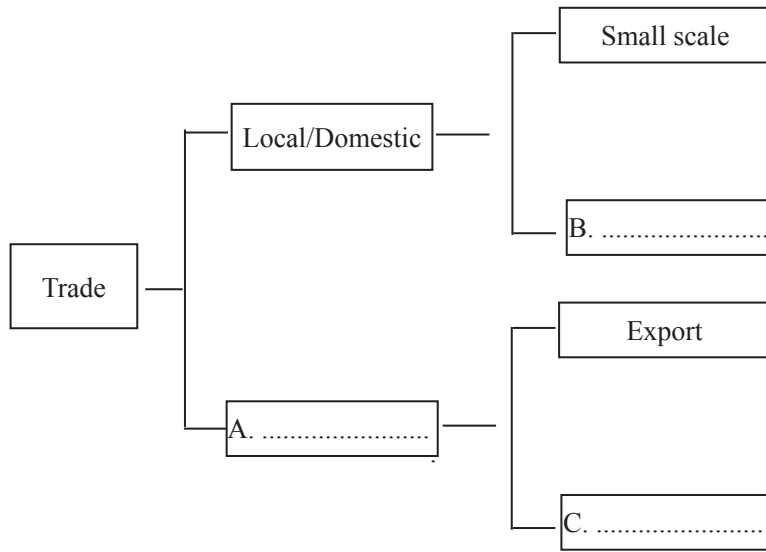 Small scale
Local/Domestic
B. ........................
Trade
Export
A. ........................
C. ........................